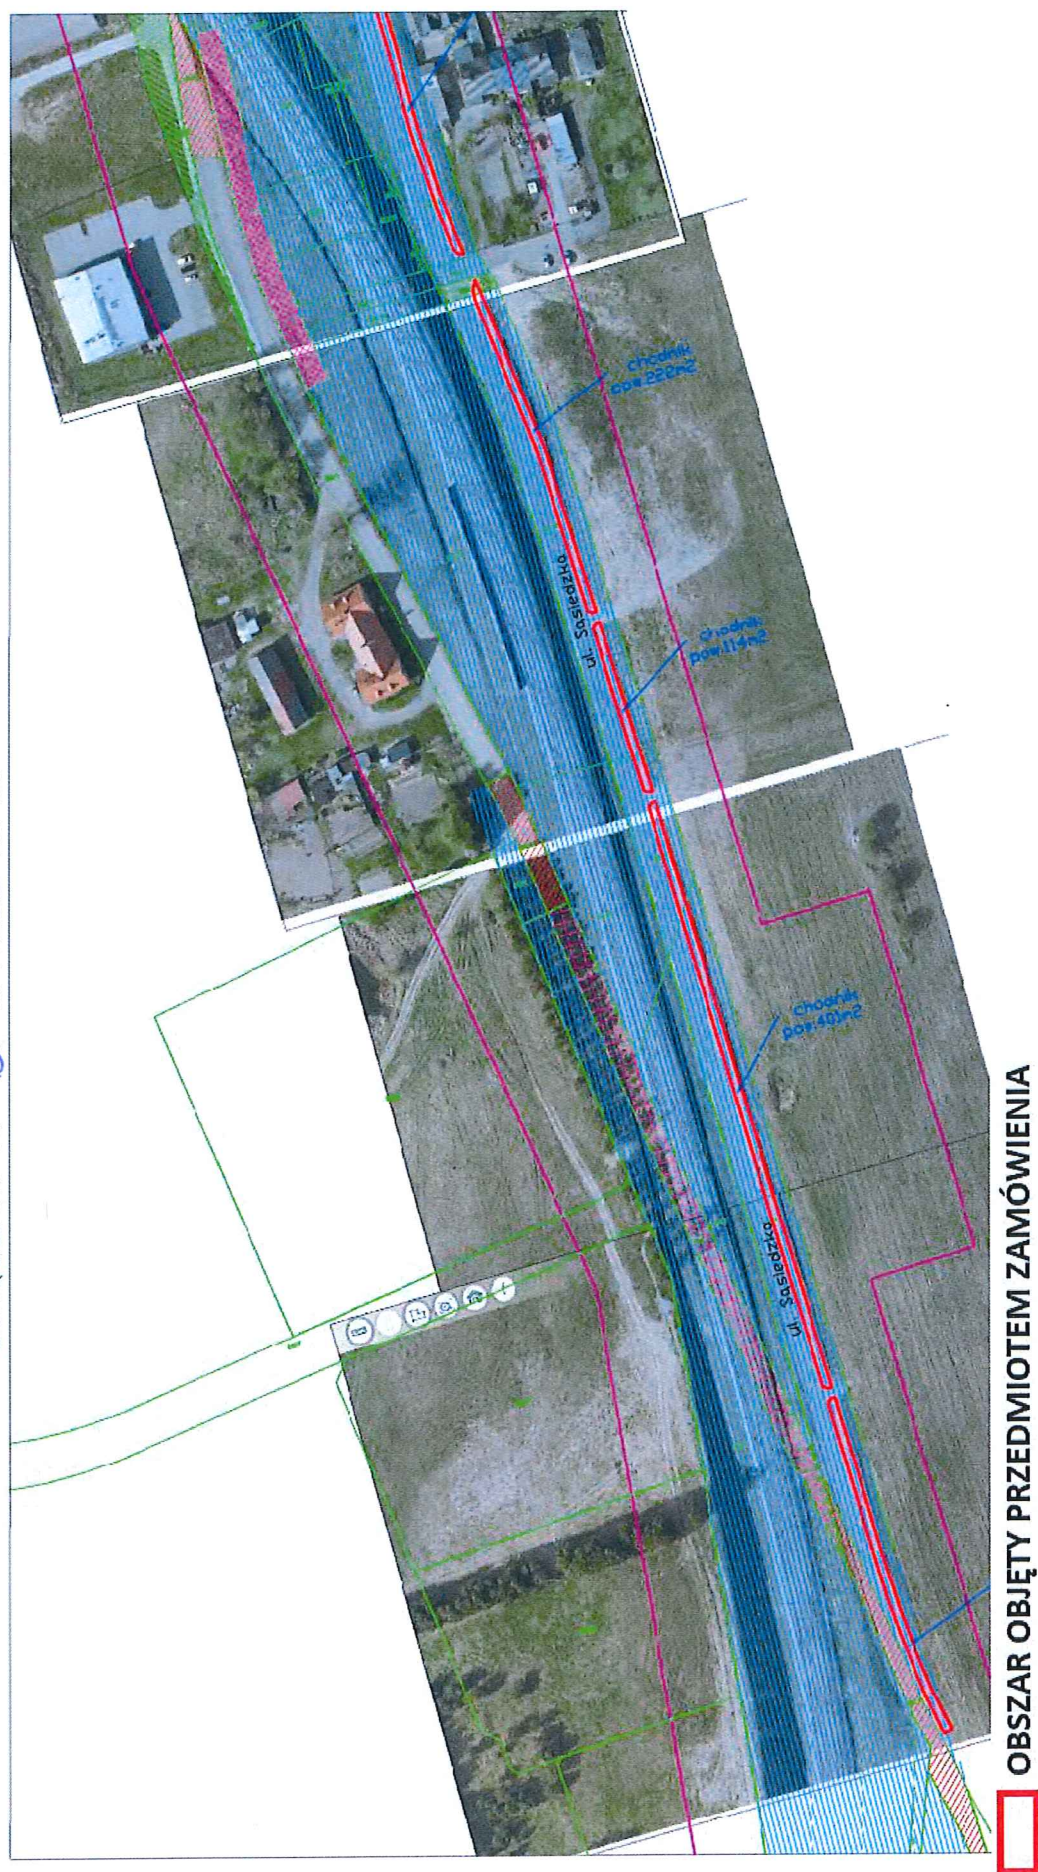 chodnik
pow.222m2
ul. Sąsiedzka
chodnik
pow.114m2
chodnik
pow.401m2
ul. Sąsiedzka
OBSZAR OBJĘTY PRZEDMIOTEM ZAMÓWIENIA